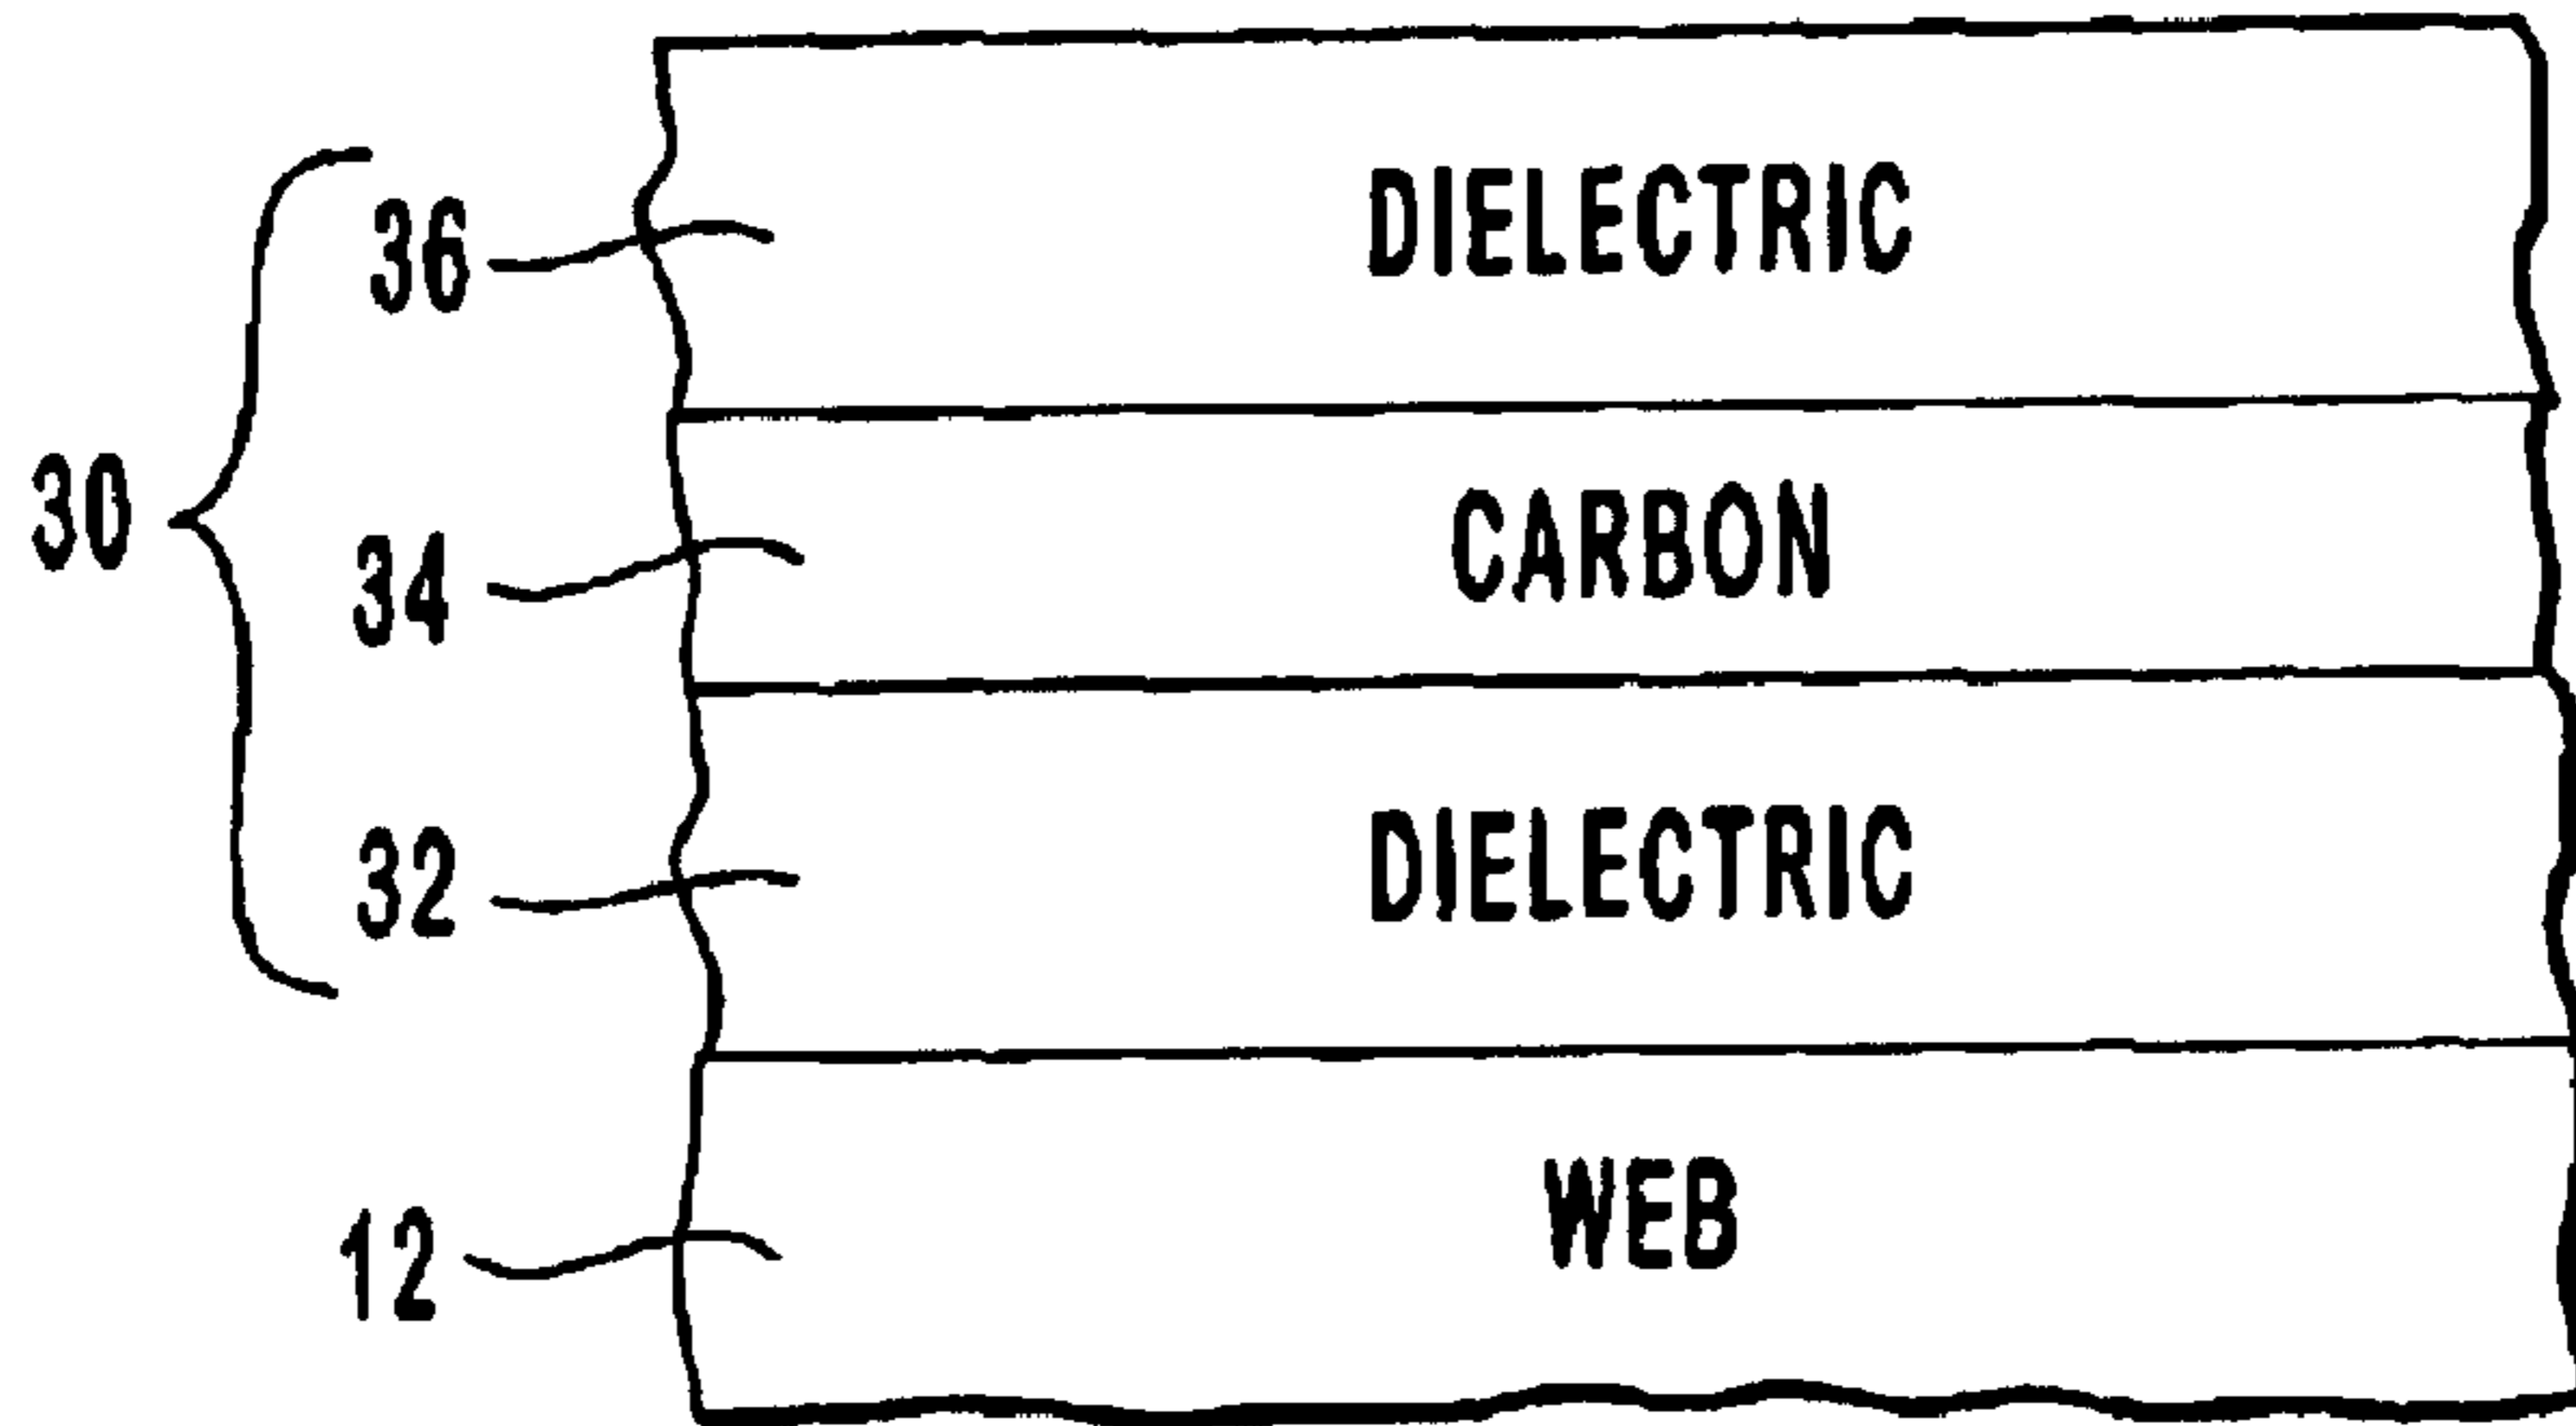 36 DIELECTRIC
30
34 CARBON
32 DIELECTRIC
12 WEB